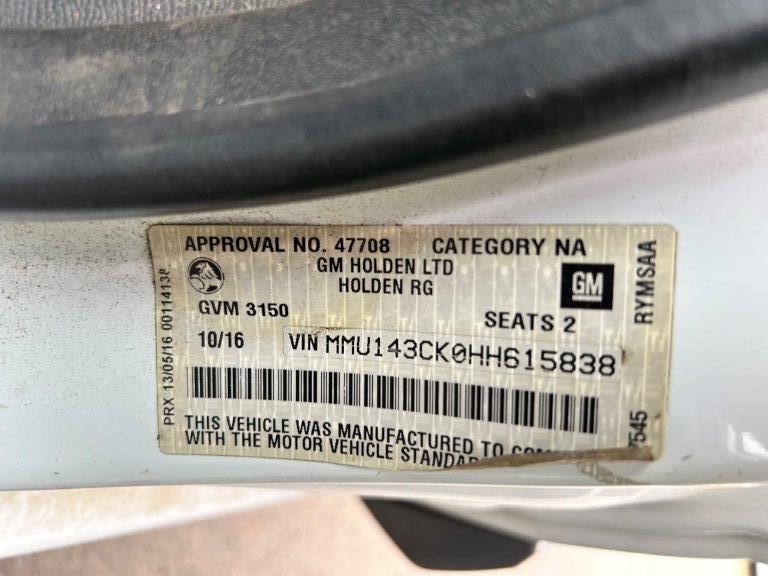 APPROVAL NO. 47708 CATEGORY NA
GM HOLDEN LTD
HOLDEN RG
GM
GVM 3150
SEATS 2
10/16 VIN MMU143CK0HH615838
THIS VEHICLE WAS MANUFACTURED TO
WITH THE MOTOR VEHICLE
PRX 13/05/16 00114138
RYMSAA